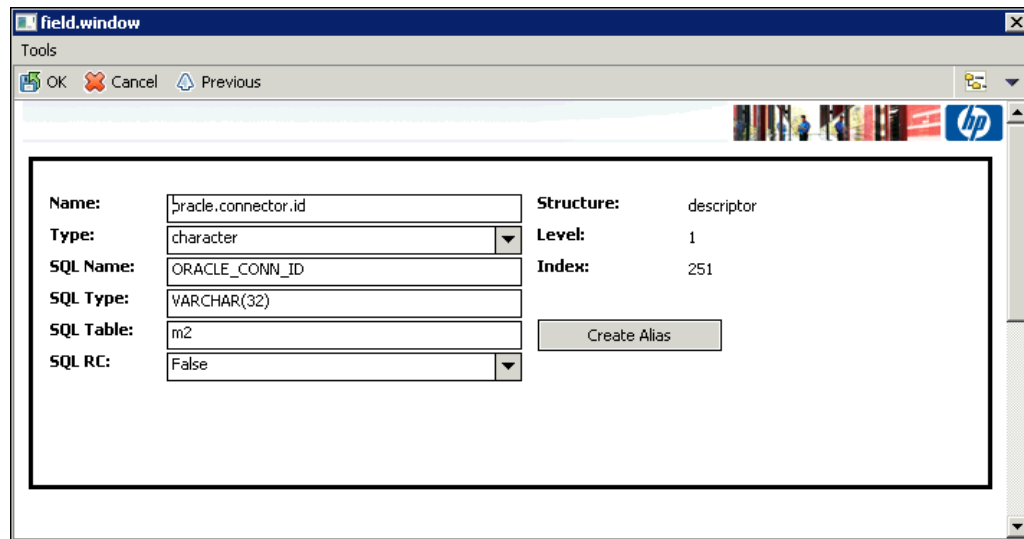 field.window
Tools
OK Cancel Previous
hp
Name: oracle.connector.id Structure: descriptor
Type: character Level: 1
SQL Name: ORACLE_CONN_ID Index: 251
SQL Type: VARCHAR(32)
SQL Table: m2 Create Alias
SQL RC: False